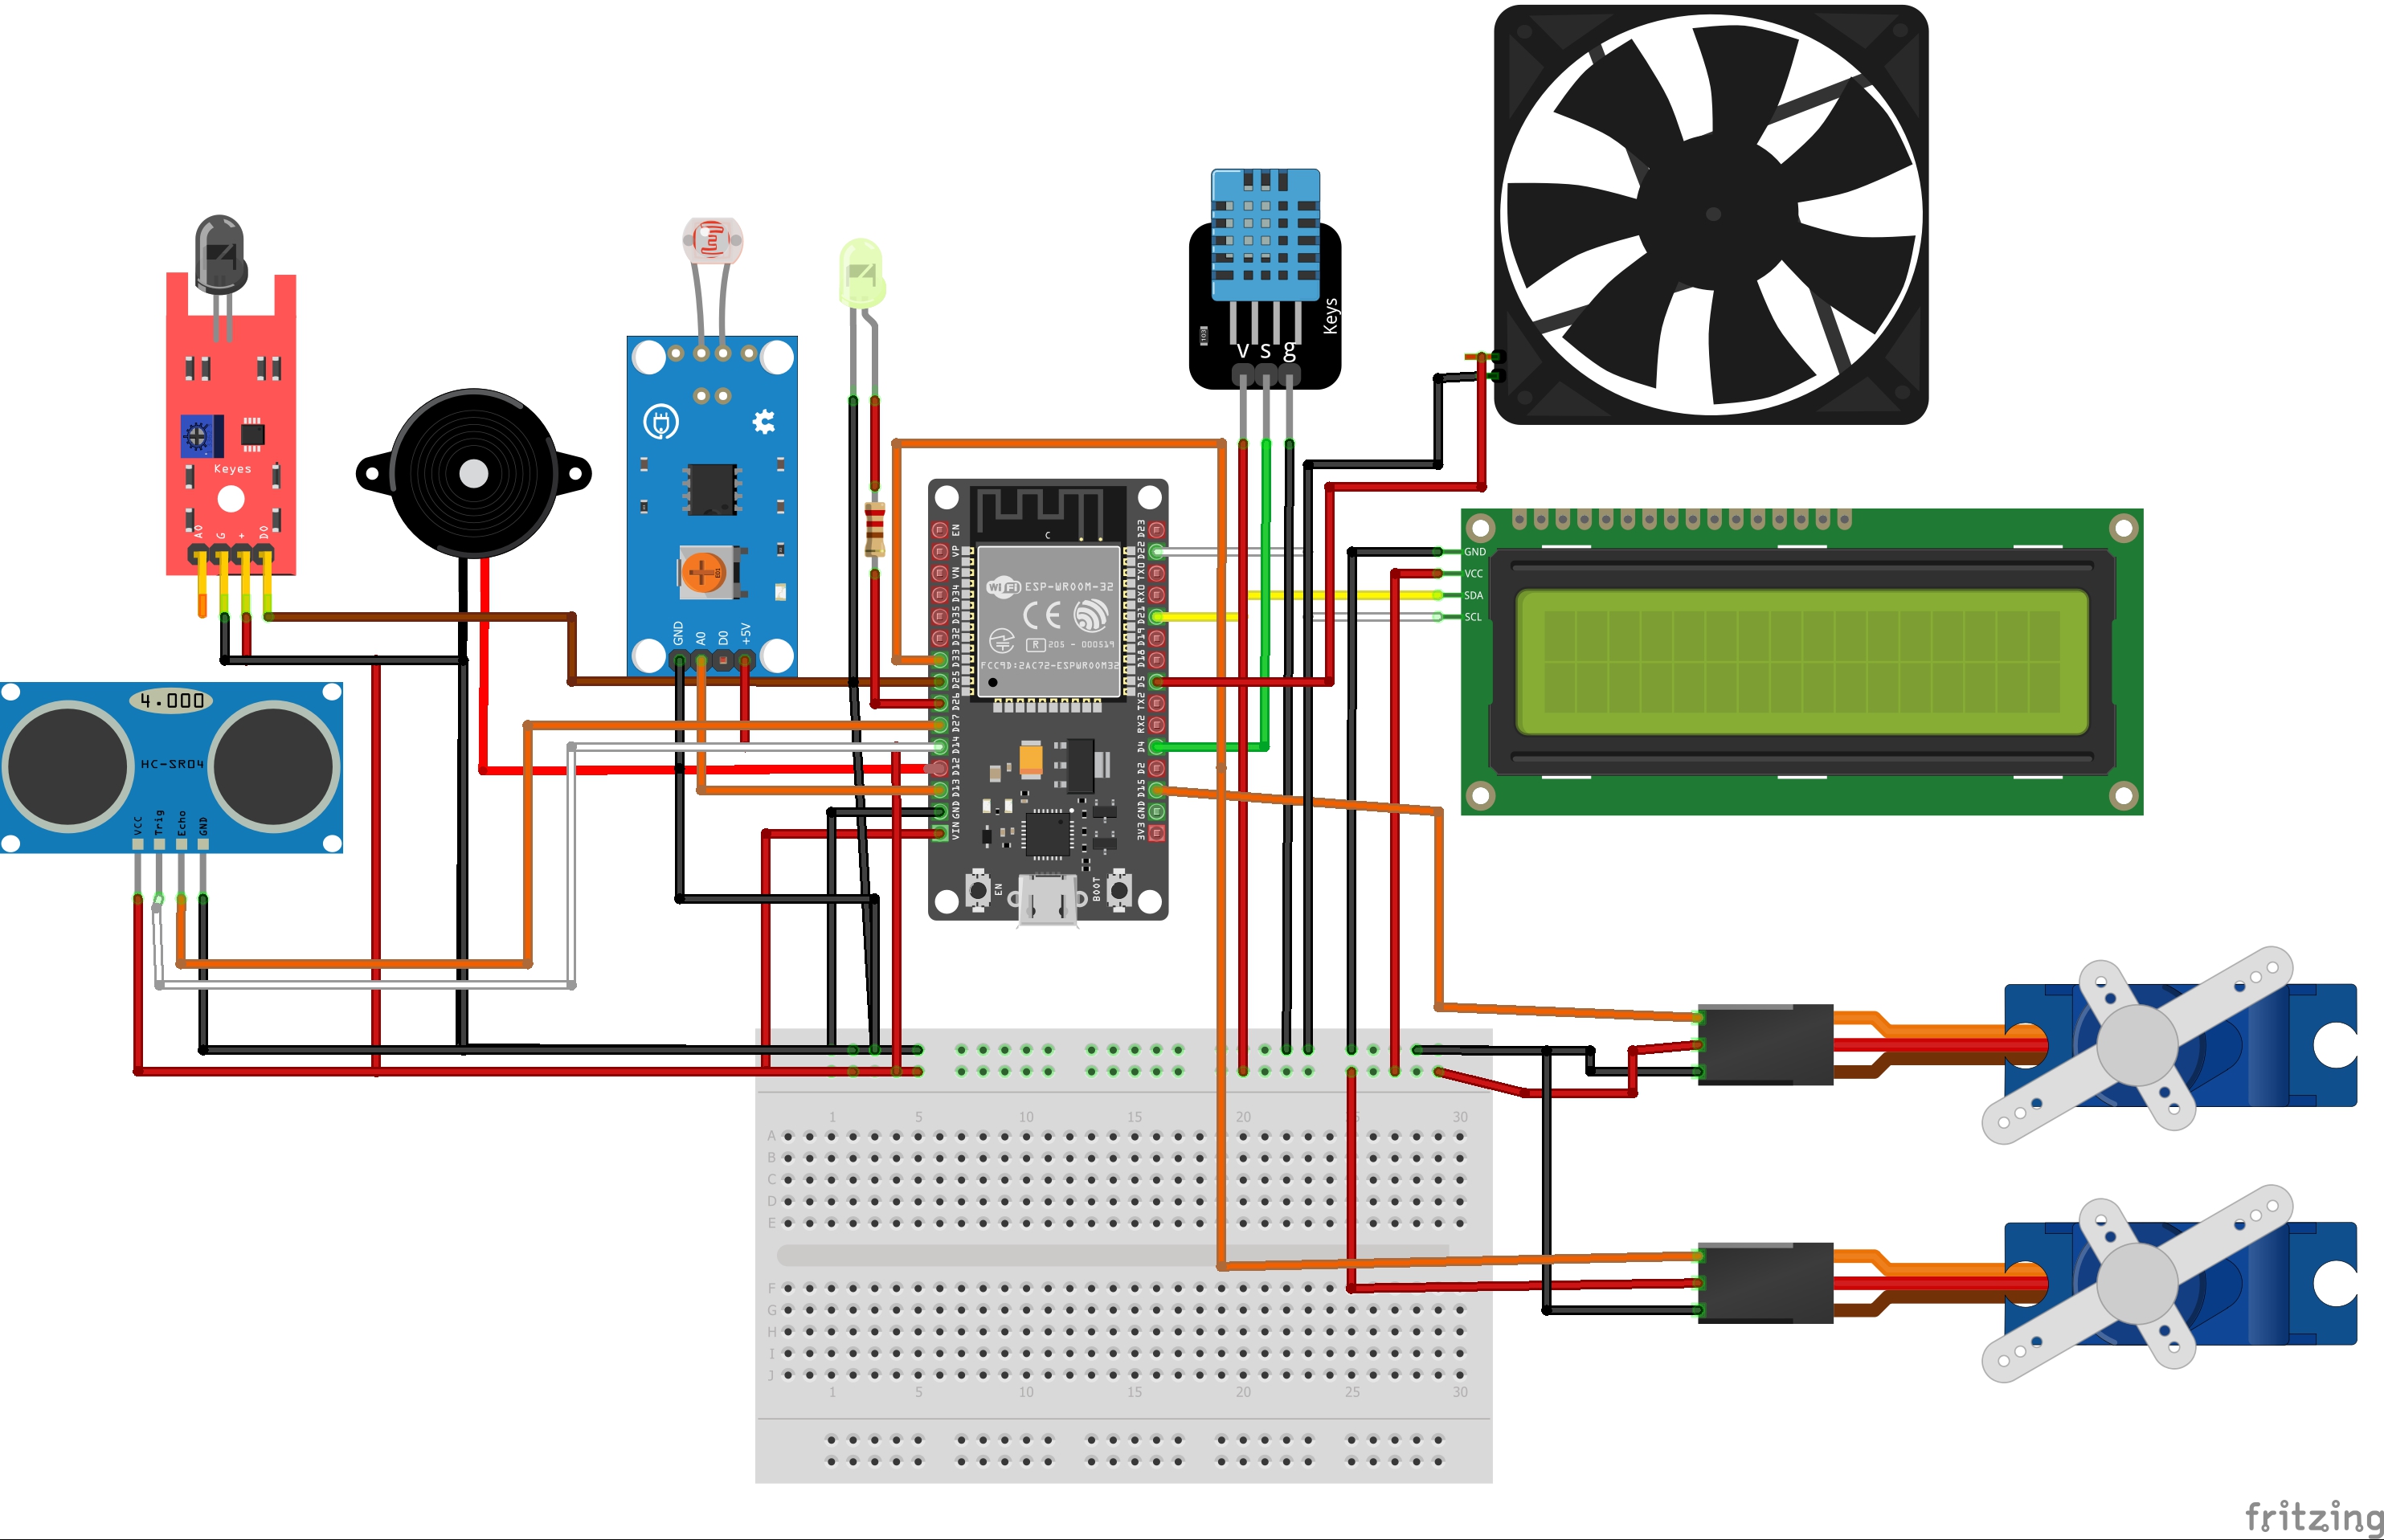 Keys
V S g
Keyes
A0 G + D0
GND A0 D0 +5V
4.000
HC-SR04
VCC Trig Echo GND
EN VP VN D34 D35 D32 D33 D25 D26 D27 D14 D12 D13 GND VIN
C
WiFi ESP-WROOM-32
CE
R 205 - 000519
FCC9D:2AC72-ESPWROOM32
D23 D22 TX0 RX0 D21 D19 D18 D5 TX2 RX2 D4 D2 D15 GND 3V3
EN BOOT
GND
VCC
SDA
SCL
1 5 10 15 20 30
A
B
C
D
E
F
G
H
I
J
1 5 10 15 20 25 30
fritzing